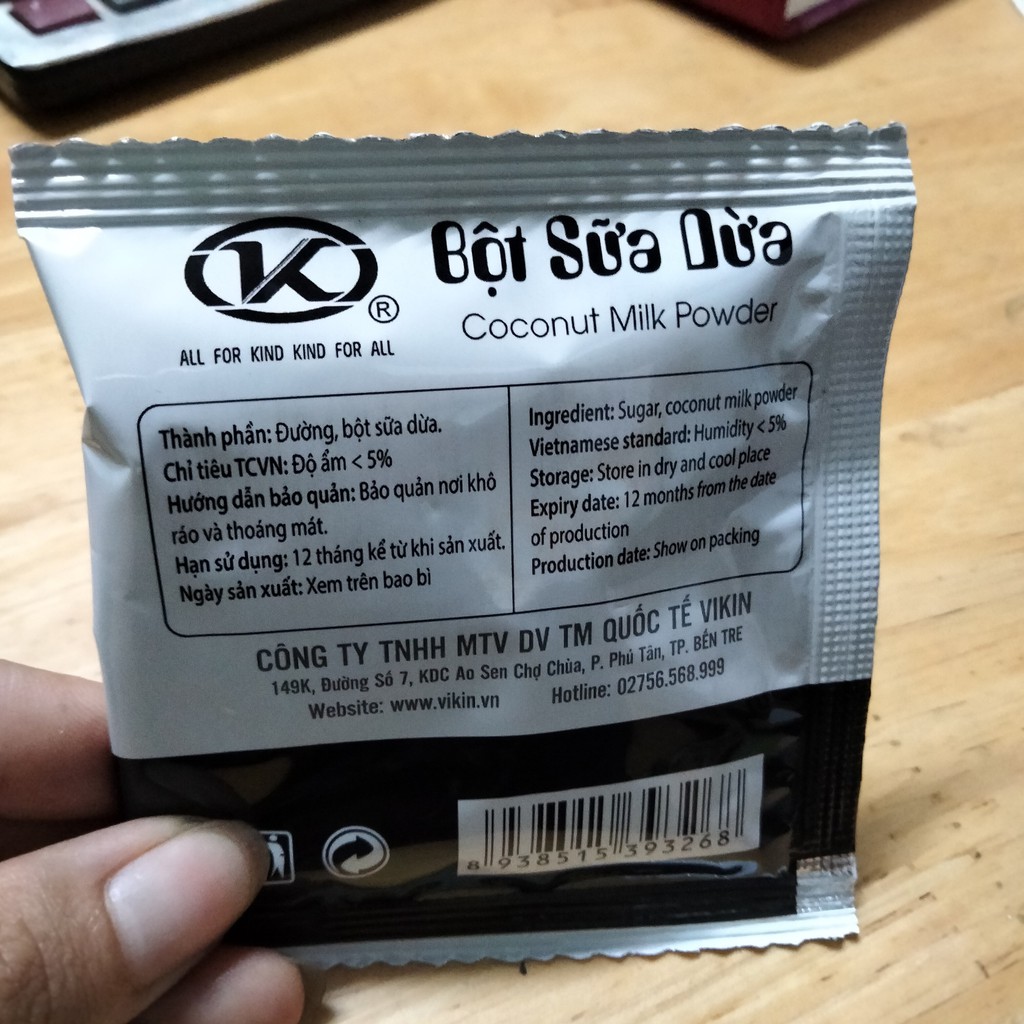 K
®
ALL FOR KIND KIND FOR ALL
Bột Sữa Dừa
Coconut Milk Powder
Thành phần: Đường, bột sữa dừa.
Chỉ tiêu TCVN: Độ ẩm < 5%
Hướng dẫn bảo quản: Bảo quản nơi khô
ráo và thoáng mát.
Hạn sử dụng: 12 tháng kể từ khi sản xuất.
Ngày sản xuất: Xem trên bao bì
Ingredient: Sugar, coconut milk powder
Vietnamese standard: Humidity < 5%
Storage: Store in dry and cool place
Expiry date: 12 months from the date
of production
Production date: Show on packing
CÔNG TY TNHH MTV DV TM QUỐC TẾ VIKIN
149K, Đường Số 7, KDC Ao Sen Chợ Chùa, P. Phú Tân, TP. BẾN TRE
Website: www.vikin.vn Hotline: 02756.568.999
8 938515 393268